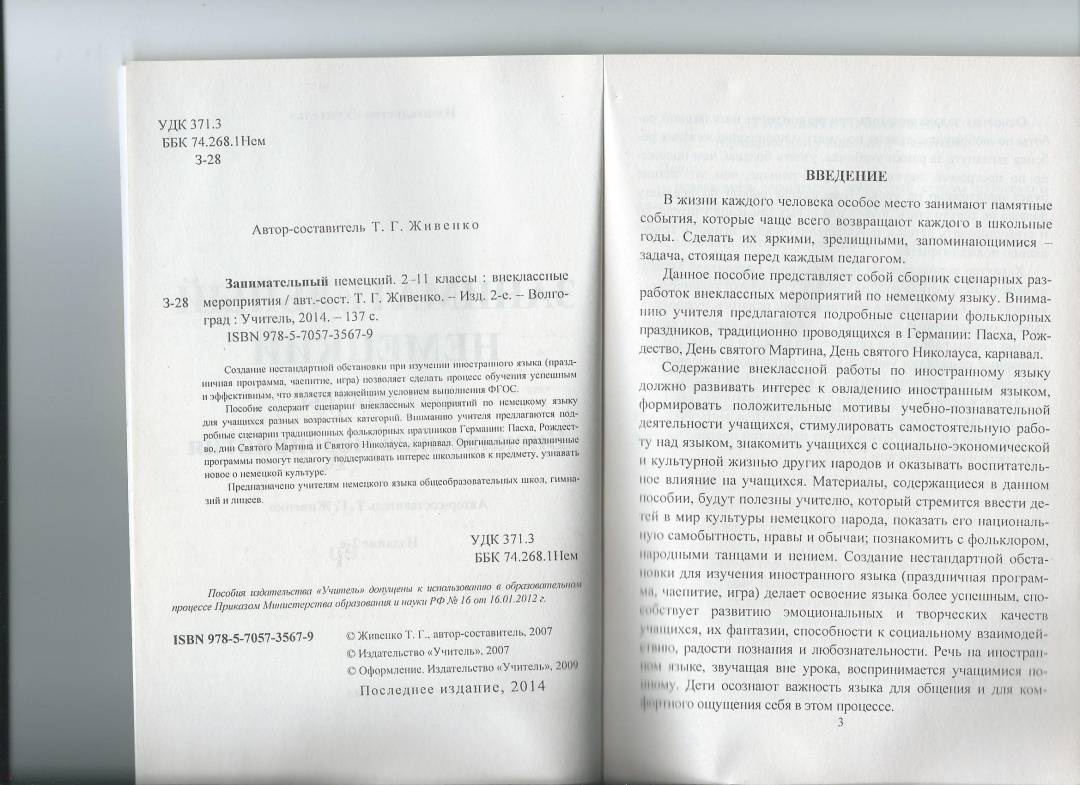 УДК 371.3
ББК 74.268.1Нем
З-28
Автор-составитель Т. Г. Живенко
Занимательный немецкий. 2–11 классы : внеклассные
З-28 мероприятия / авт.-сост. Т. Г. Живенко. – Изд. 2-е. – Волго-
град : Учитель, 2014. – 137 с.
ISBN 978-5-7057-3567-9
Создание нестандартной обстановки при изучении иностранного языка (празд-
ничная программа, чаепитие, игра) позволяет сделать процесс обучения успешным
и эффективным, что является важнейшим условием выполнения ФГОС.
Пособие содержит сценарии внеклассных мероприятий по немецкому языку
для учащихся разных возрастных категорий. Вниманию учителя предлагаются под-
робные сценарии традиционных фольклорных праздников Германии: Пасха, Рождест-
во, дни Святого Мартина и Святого Николауса, карнавал. Оригинальные праздничные
программы помогут педагогу поддерживать интерес школьников к предмету, узнавать
новое о немецкой культуре.
Предназначено учителям немецкого языка общеобразовательных школ, гимна-
зий и лицеев.
УДК 371.3
ББК 74.268.1Нем
Пособия издательства «Учитель» допущены к использованию в образовательном
процессе Приказом Министерства образования и науки РФ № 16 от 16.01.2012 г.
ISBN 978-5-7057-3567-9
© Живенко Т. Г., автор-составитель, 2007
© Издательство «Учитель», 2007
© Оформление. Издательство «Учитель», 2009
Последнее издание, 2014
ВВЕДЕНИЕ
В жизни каждого человека особое место занимают памятные
события, которые чаще всего возвращают каждого в школьные
годы. Сделать их яркими, зрелищными, запоминающимися –
задача, стоящая перед каждым педагогом.
Данное пособие представляет собой сборник сценарных раз-
работок внеклассных мероприятий по немецкому языку. Внима-
нию учителя предлагаются подробные сценарии фольклорных
праздников, традиционно проводящихся в Германии: Пасха, Рож-
дество, День святого Мартина, День святого Николауса, карнавал.
Содержание внеклассной работы по иностранному языку
должно развивать интерес к овладению иностранным языком,
формировать положительные мотивы учебно-познавательной
деятельности учащихся, стимулировать самостоятельную рабо-
ту над языком, знакомить учащихся с социально-экономической
и культурной жизнью других народов и оказывать воспитатель-
ное влияние на учащихся. Материалы, содержащиеся в данном
пособии, будут полезны учителю, который стремится ввести де-
тей в мир культуры немецкого народа, показать его националь-
ную самобытность, нравы и обычаи; познакомить с фольклором,
народными танцами и пением. Создание нестандартной обста-
новки для изучения иностранного языка (праздничная програм-
ма, чаепитие, игра) делает освоение языка более успешным, спо-
собствует развитию эмоциональных и творческих качеств
учащихся, их фантазии, способности к социальному взаимодей-
ствию, радости познания и любознательности. Речь на иностран-
ном языке, звучащая вне урока, воспринимается учащимися по-
иному. Дети осознают важность языка для общения и для ком-
фортного ощущения себя в этом процессе.
3